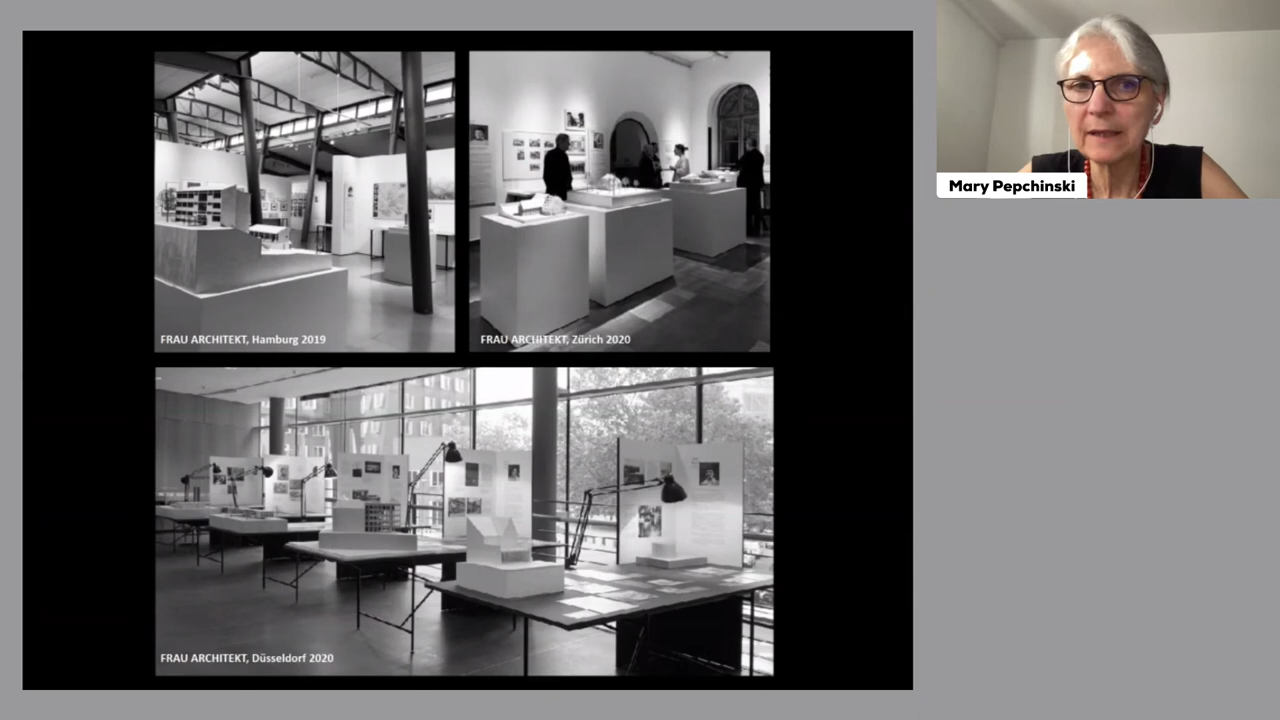 FRAU ARCHITEKT, Hamburg 2019
FRAU ARCHITEKT, Zürich 2020
FRAU ARCHITEKT, Düsseldorf 2020
Mary Pepchinski